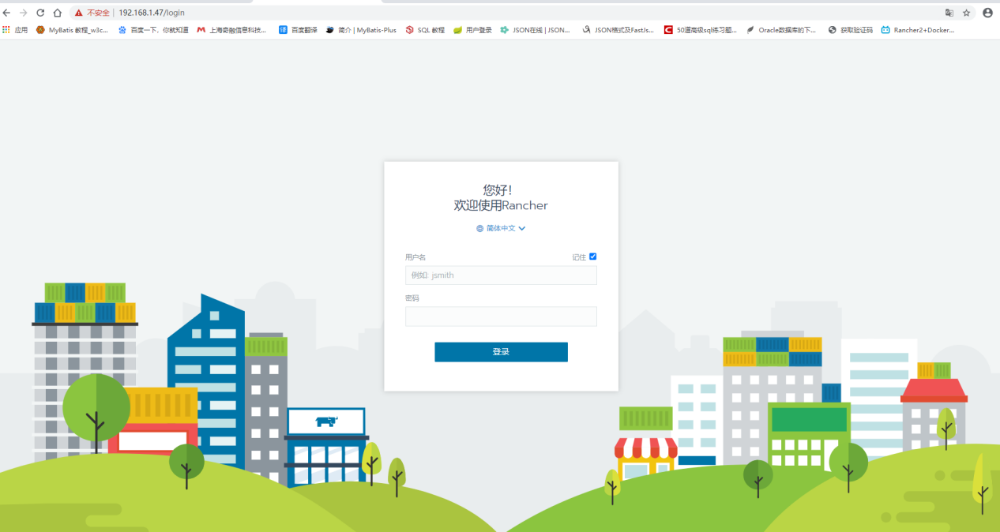 不安全 | 192.168.1.47/login
应用 MyBatis 教程_w3c... 百度一下，你就知道 上海奇融信息科技... 百度翻译 简介 | MyBatis-Plus SQL 教程 用户登录 JSON在线 | JSON... JSON格式及FastJs... 50道高级sql练习题... Oracle数据库的下... 获取验证码 Rancher2+Docker...
您好！
欢迎使用Rancher
简体中文
用户名 记住
例如: jsmith
密码
登录